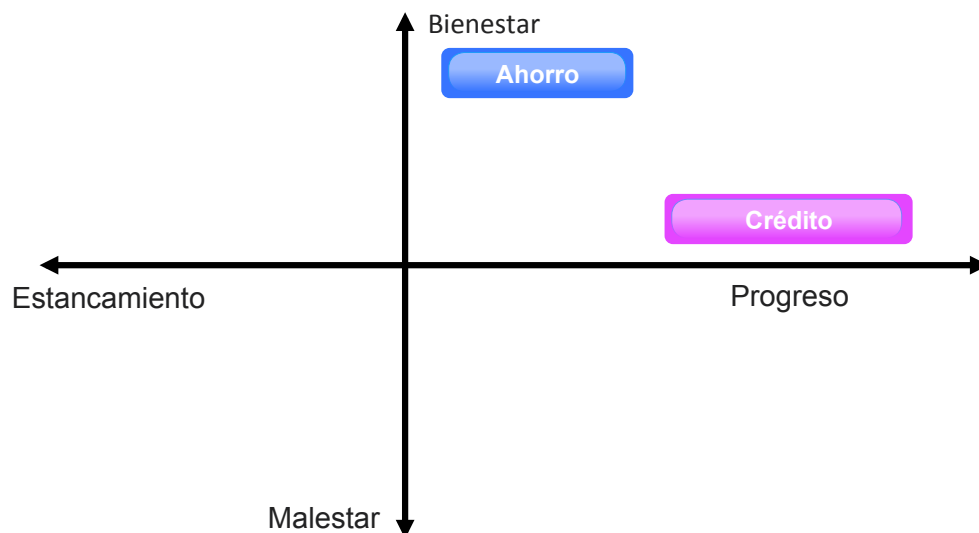 Bienestar
Ahorro
Crédito
Estancamiento
Progreso
Malestar